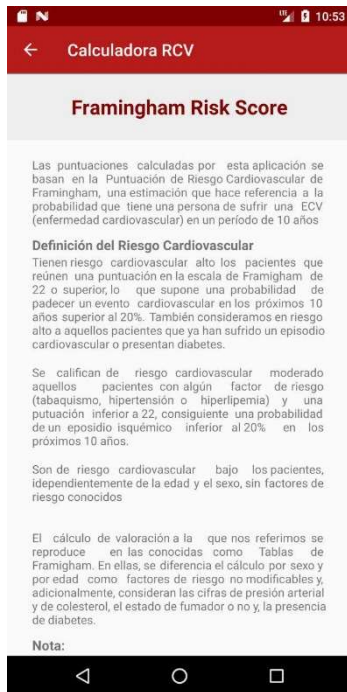 LTE 10:53
Calculadora RCV
Framingham Risk Score
Las puntuaciones calculadas por esta aplicación se
basan en la Puntuación de Riesgo Cardiovascular de
Framingham, una estimación que hace referencia a la
probabilidad que tiene una persona de sufrir una ECV
(enfermedad cardiovascular) en un período de 10 años
Definición del Riesgo Cardiovascular
Tienen riesgo cardiovascular alto los pacientes que
reúnen una puntuación en la escala de Framigham de
22 o superior, lo que supone una probabilidad de
padecer un evento cardiovascular en los próximos 10
años superior al 20%. También consideramos en riesgo
alto a aquellos pacientes que ya han sufrido un episodio
cardiovascular o presentan diabetes.
Se califican de riesgo cardiovascular moderado
aquellos pacientes con algún factor de riesgo
(tabaquismo, hipertensión o hiperlipemia) y una
putuación inferior a 22, consiguiente una probabilidad
de un eposidio isquémico inferior al 20% en los
próximos 10 años.
Son de riesgo cardiovascular bajo los pacientes,
idependientemente de la edad y el sexo, sin factores de
riesgo conocidos
El cálculo de valoración a la que nos referimos se
reproduce en las conocidas como Tablas de
Framigham. En ellas, se diferencia el cálculo por sexo y
por edad como factores de riesgo no modificables y,
adicionalmente, consideran las cifras de presión arterial
y de colesterol, el estado de fumador o no y, la presencia
de diabetes.
Nota: